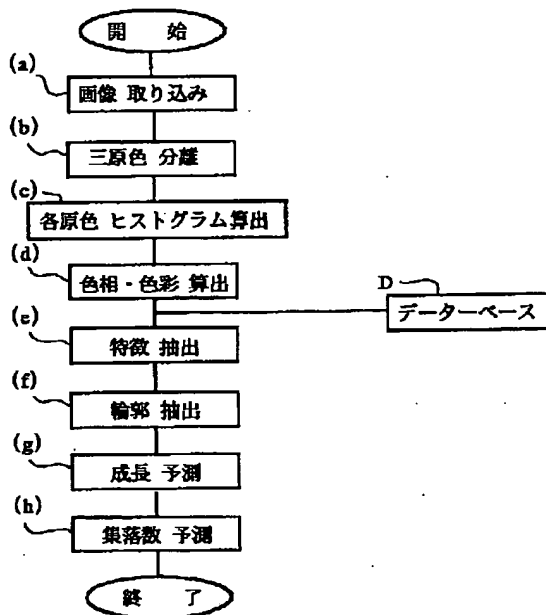 開 始
(a)
画像 取り込み
(b)
三原色 分離
(c)
各原色 ヒストグラム算出
(d)
色相・色彩 算出
D
データーベース
(e)
特徴 抽出
(f)
輪郭 抽出
(g)
成長 予測
(h)
集落数 予測
終 了